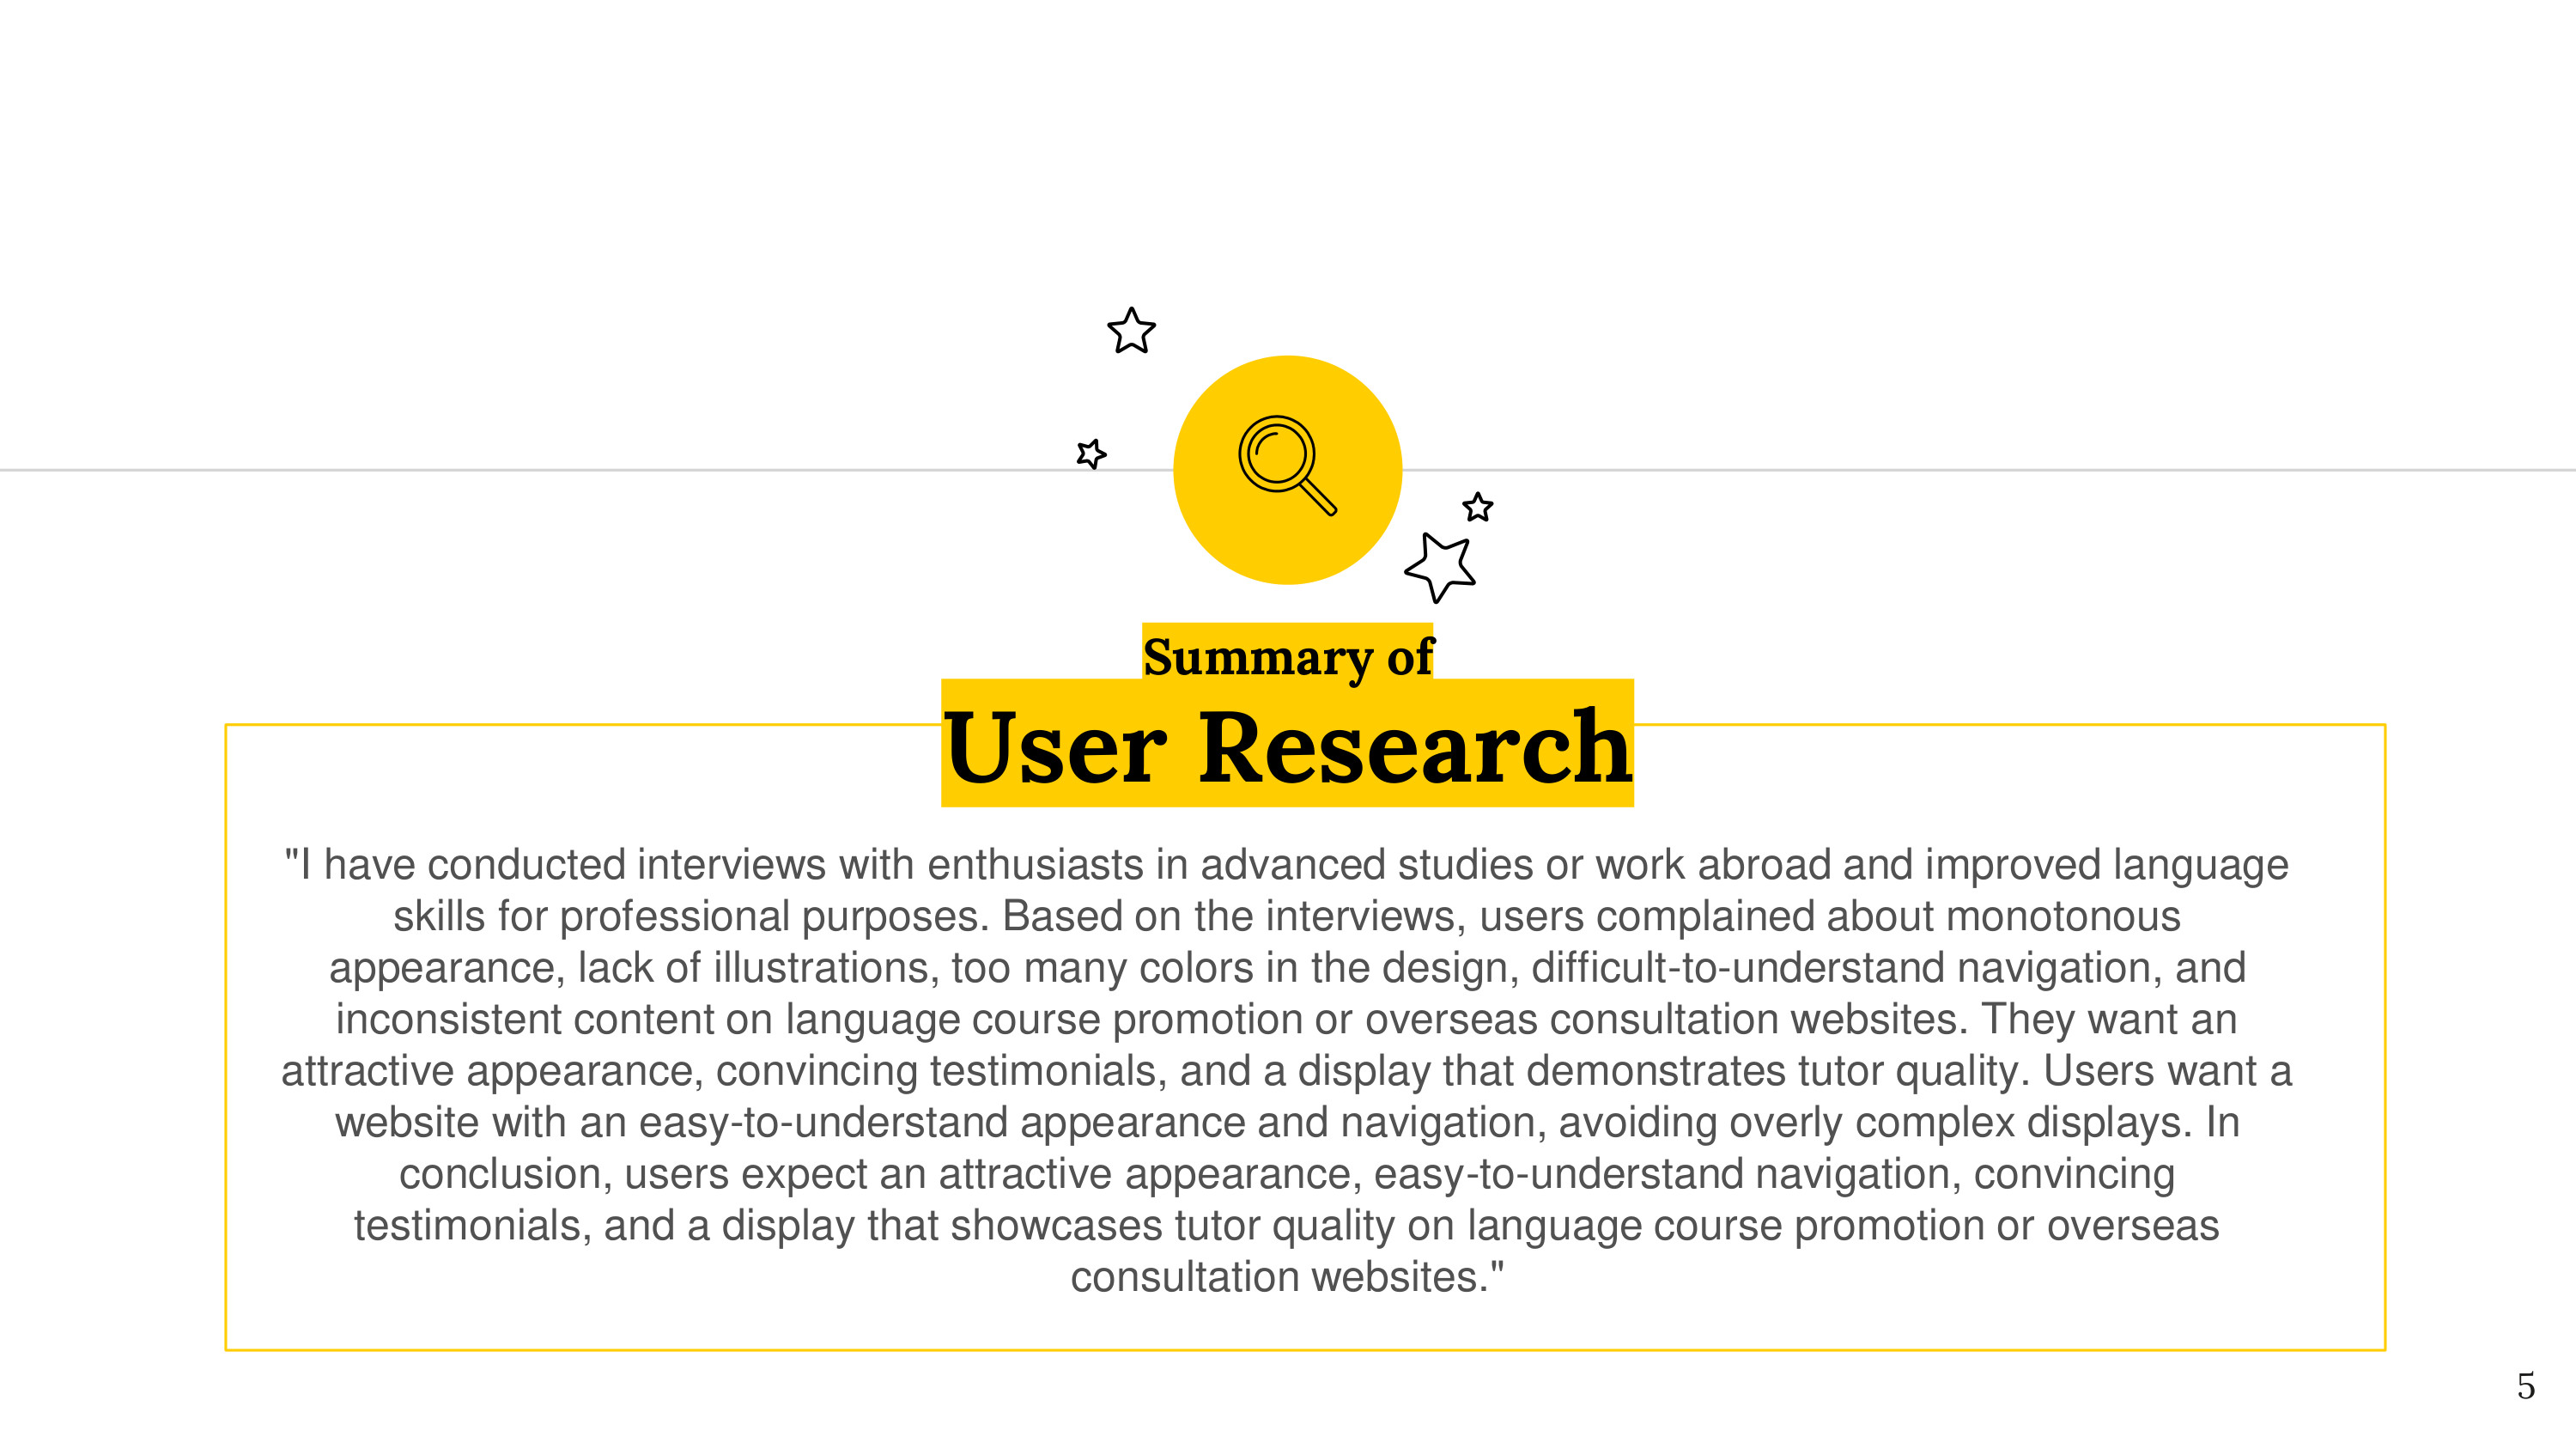 Summary of
User Research
"I have conducted interviews with enthusiasts in advanced studies or work abroad and improved language
skills for professional purposes. Based on the interviews, users complained about monotonous
appearance, lack of illustrations, too many colors in the design, difficult-to-understand navigation, and
inconsistent content on language course promotion or overseas consultation websites. They want an
attractive appearance, convincing testimonials, and a display that demonstrates tutor quality. Users want a
website with an easy-to-understand appearance and navigation, avoiding overly complex displays. In
conclusion, users expect an attractive appearance, easy-to-understand navigation, convincing
testimonials, and a display that showcases tutor quality on language course promotion or overseas
consultation websites."
5